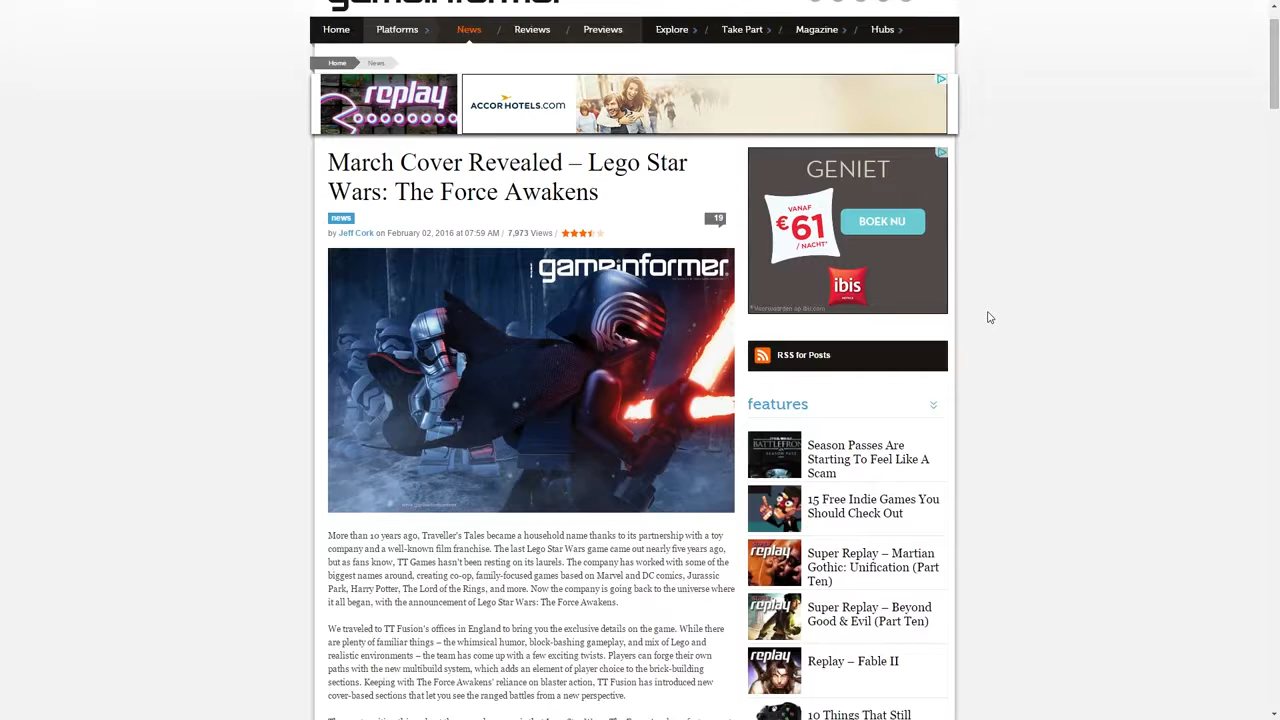 gameinformer
Home
Platforms
News
/
Reviews
/
Previews
Explore
/
Take Part
/
Magazine
/
Hubs
Home
News
replay
ACCORHOTELS.COM
March Cover Revealed – Lego Star
Wars: The Force Awakens
news
19
by Jeff Cork on February 02, 2016 at 07:59 AM / 7,973 Views /
gameinformer
More than 10 years ago, Traveller's Tales became a household name thanks to its partnership with a toy
company and a well-known film franchise. The last Lego Star Wars game came out nearly five years ago,
but as fans know, TT Games hasn't been resting on its laurels. The company has worked with some of the
biggest names around, creating co-op, family-focused games based on Marvel and DC comics, Jurassic
Park, Harry Potter, The Lord of the Rings, and more. Now the company is going back to the universe where
it all began, with the announcement of Lego Star Wars: The Force Awakens.
We traveled to TT Fusion's offices in England to bring you the exclusive details on the game. While there
are plenty of familiar things – the whimsical humor, block-bashing gameplay, and mix of Lego and
realistic environments – the team has come up with a few exciting twists. Players can forge their own
paths with the new multibuild system, which adds an element of player choice to the brick-building
sections. Keeping with The Force Awakens' reliance on blaster action, TT Fusion has introduced new
cover-based sections that let you see the ranged battles from a new perspective.
GENIET
VANAF
€61
/NACHT*
BOEK NU
ibis
HOTELS
*Voorwaarden op ibis.com
RSS for Posts
features
BATTLEFRONT
SEASON PASS
Season Passes Are
Starting To Feel Like A
Scam
15 Free Indie Games You
Should Check Out
replay
Super Replay – Martian
Gothic: Unification (Part
Ten)
replay
Super Replay – Beyond
Good & Evil (Part Ten)
replay
Replay – Fable II
10 Things That Still